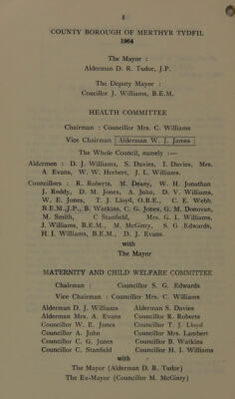 3
COUNTY BOROUGH OF MERTHYR TYDFIL
1964
The Mayor :
Alderman D. R. Tudor, J.P.
The Deputy Mayor :
Councillor J. Williams, B.E.M.
HEALTH COMMITTEE
Chairman : Councillor Mrs. C. Williams
Vice Chairman : Alderman W. J. Jones :
The Whole Council, namely :—
Aldermen : D. J. Williams, S. Davies, I. Davies, Mrs.
A. Evans, W. W. Herbert, J. L. Williams.
Councillors : R. Roberts, M. Deasy, W. H. Jonathan
J. Reddy, D. M. Jones, A. John, D. V. Williams,
W. E. Jones, T. J. Lloyd, O.B.E., C. E. Webb,
B.E.M., J.P., B. Watkins, C. G. Jones, G. M. Donovan,
M. Smith, C Stanfield, Mrs. G. I. Williams,
J. Williams, B.E.M., M. McGinty, S. G .Edwards,
H. I. Williams, B.E.M., D. J. Evans.
with
The Mayor
MATERNITY AND CHILD WELFARE COMMITTEE
Chairman : Councillor S. G. Edwards
Vice Chairman : Councillor Mrs. C. Williams
Alderman D. J. Williams Alderman S. Davies
Alderman Mrs. A. Evans Councillor R. Roberts
Councillor W. E. Jones Councillor T. J. Lloyd
Councillor A. John Councillor Mrs. Lambert
Councillor C. G. Jones Councillor B. Watkins
Councillor C. Stanfield Councillor H. I. Williams
with
The Mayor (Alderman D. R. Tudor)
The Ex-Mayor (Councillor M. McGinty)